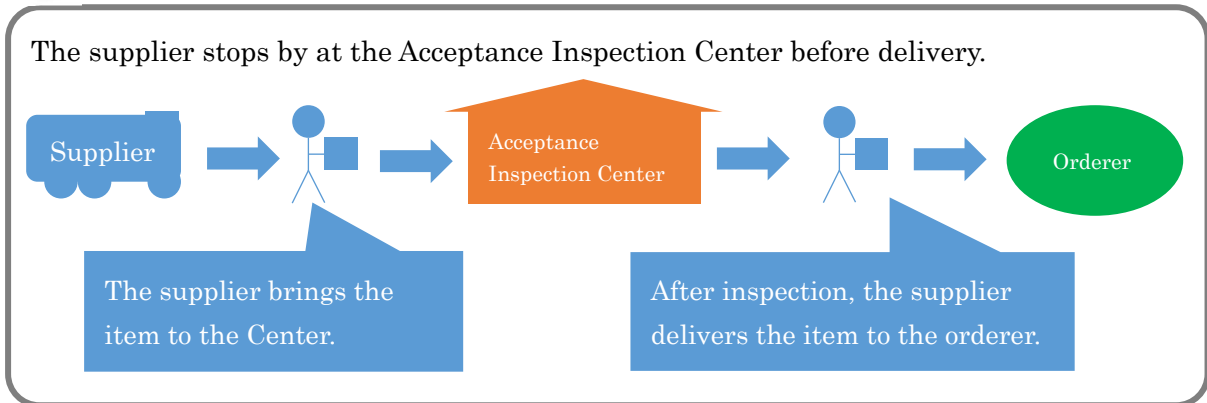 The supplier stops by at the Acceptance Inspection Center before delivery.
Supplier
Acceptance
Inspection Center
Orderer
The supplier brings the
item to the Center.
After inspection, the supplier
delivers the item to the orderer.